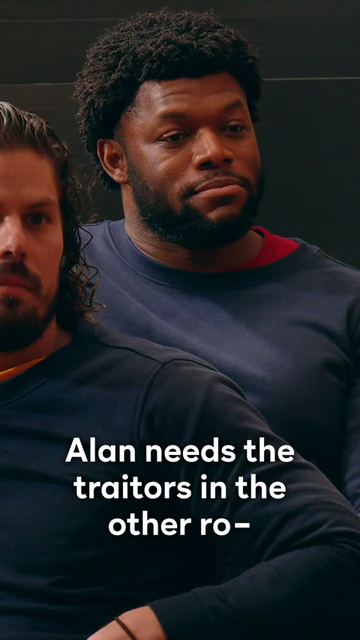 Alan needs the
traitors in the
other ro–